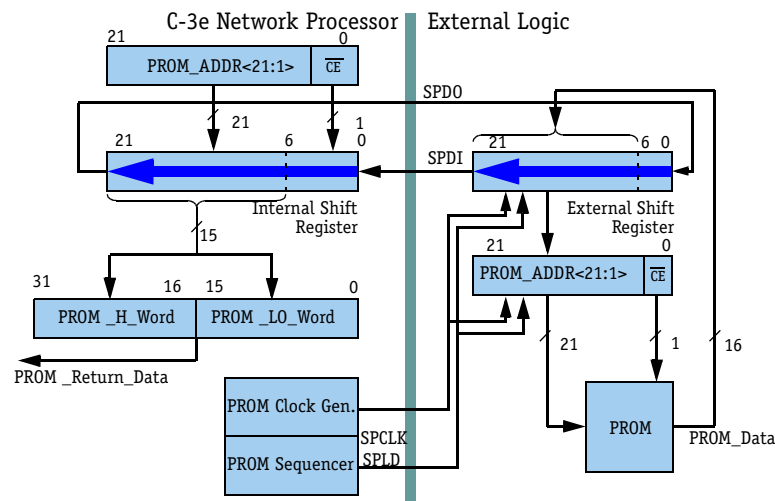 C-3e Network Processor
External Logic
21
0
PROM_ADDR<21:1>
CE
SPDO
21
1
21
6
0
SPDI
21
6
0
Internal Shift
Register
External Shift
Register
15
21
0
PROM_ADDR<21:1>
CE
31
16
15
0
PROM _H_Word
PROM _LO_Word
21
1
16
PROM _Return_Data
PROM Clock Gen.
SPCLK
PROM Sequencer
SPLD
PROM
PROM_Data